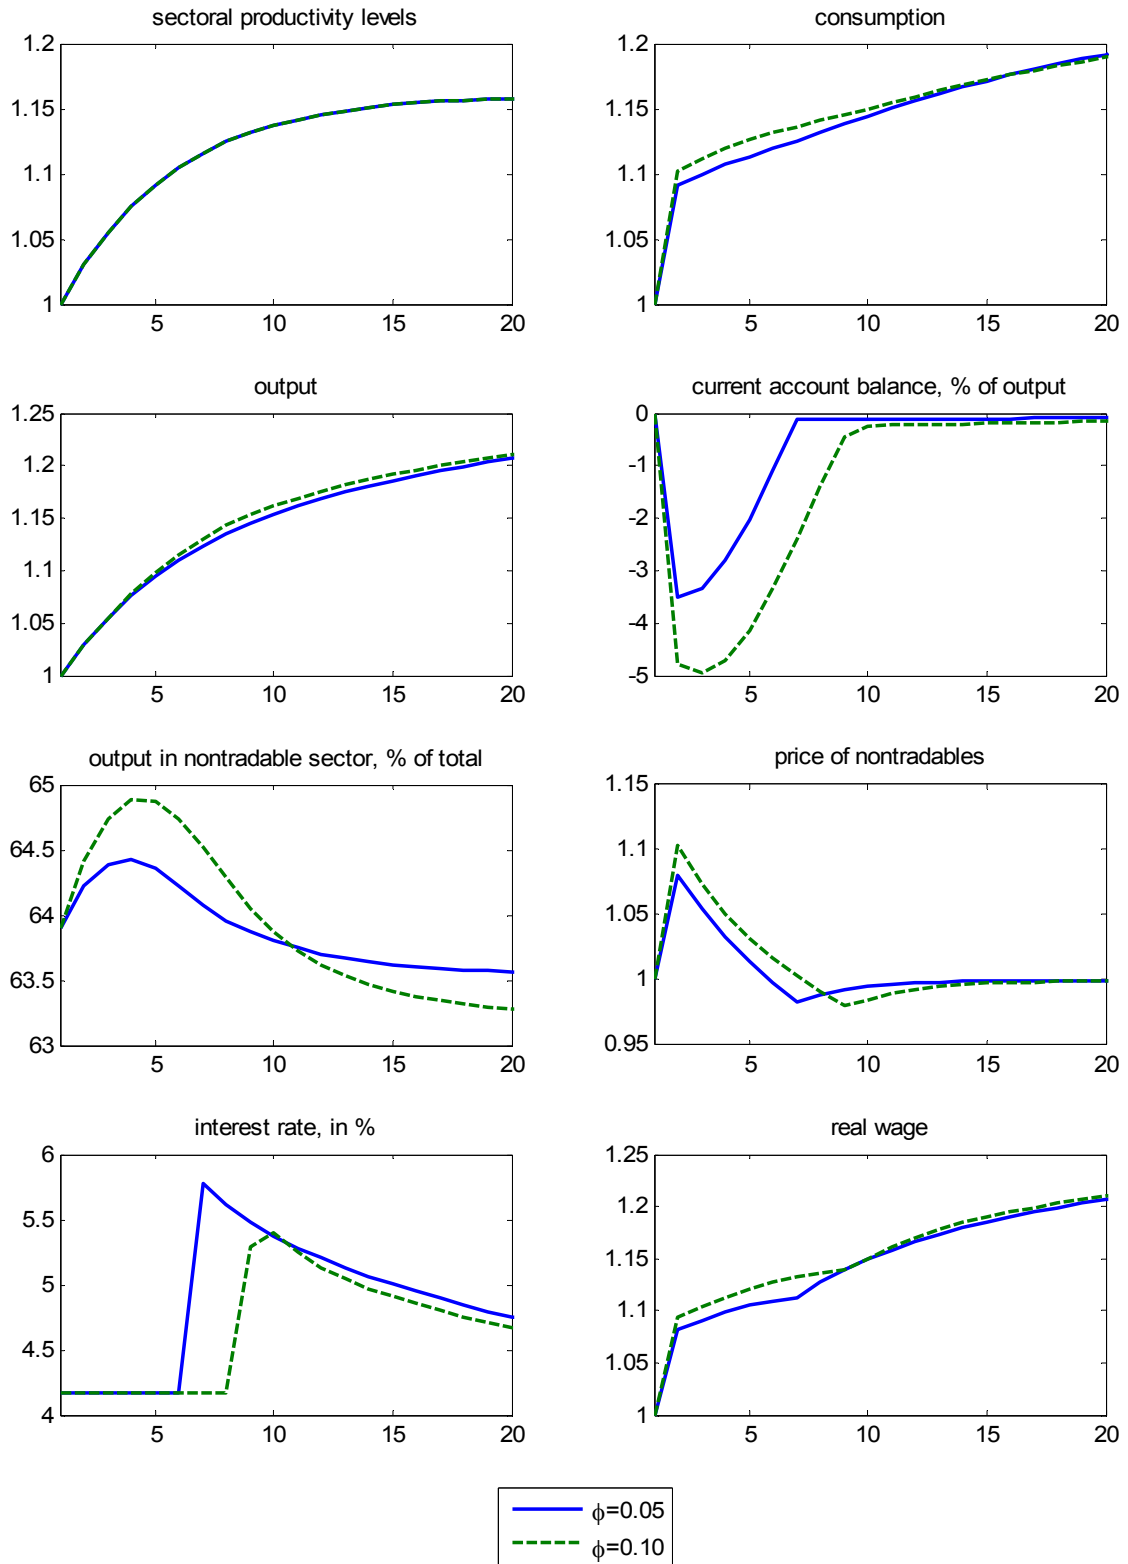 sectoral productivity levels
1.2
1.15
1.1
1.05
1
5 10 15 20
consumption
1.2
1.15
1.1
1.05
1
5 10 15 20
output
1.25
1.2
1.15
1.1
1.05
1
5 10 15 20
current account balance, % of output
0
-1
-2
-3
-4
-5
5 10 15 20
output in nontradable sector, % of total
65
64.5
64
63.5
63
5 10 15 20
price of nontradables
1.15
1.1
1.05
1
0.95
5 10 15 20
interest rate, in %
6
5.5
5
4.5
4
5 10 15 20
real wage
1.25
1.2
1.15
1.1
1.05
1
5 10 15 20
ϕ=0.05
ϕ=0.10